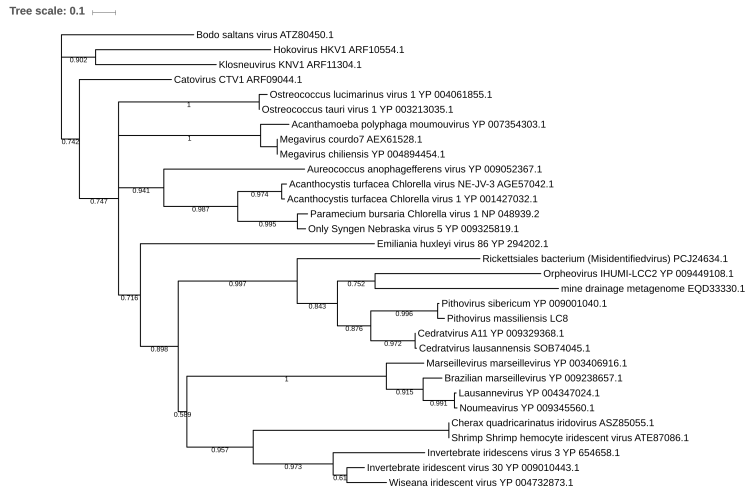 Tree scale: 0.1
Bodo saltans virus ATZ80450.1
Hokovirus HKV1 ARF10554.1
0.902
Klosneuvirus KNV1 ARF11304.1
Catovirus CTV1 ARF09044.1
Ostreococcus lucimarinus virus 1 YP 004061855.1
1
Ostreococcus tauri virus 1 YP 003213035.1
Acanthamoeba polyphaga moumouvirus YP 007354303.1
1
0.742
Megavirus courdo7 AEX61528.1
Megavirus chiliensis YP 004894454.1
Aureococcus anophagefferens virus YP 009052367.1
Acanthocystis turfacea Chlorella virus NE-JV-3 AGE57042.1
0.941
0.974
Acanthocystis turfacea Chlorella virus 1 YP 001427032.1
0.747
0.987
Paramecium bursaria Chlorella virus 1 NP 048939.2
0.995
Only Syngen Nebraska virus 5 YP 009325819.1
Emiliania huxleyi virus 86 YP 294202.1
Rickettsiales bacterium (Misidentifiedvirus) PCJ24634.1
Orpheovirus IHUMI-LCC2 YP 009449108.1
0.997
0.752
mine drainage metagenome EQD33330.1
0.716
0.843
Pithovirus sibericum YP 009001040.1
0.996
Pithovirus massiliensis LC8
0.876
Cedratvirus A11 YP 009329368.1
0.972
Cedratvirus lausannensis SOB74045.1
0.898
Marseillevirus marseillevirus YP 003406916.1
1
Brazilian marseillevirus YP 009238657.1
0.915
Lausannevirus YP 004347024.1
0.991
Noumeavirus YP 009345560.1
0.589
Cherax quadricarinatus iridovirus ASZ85055.1
Shrimp Shrimp hemocyte iridescent virus ATE87086.1
0.957
Invertebrate iridescens virus 3 YP 654658.1
0.973
Invertebrate iridescent virus 30 YP 009010443.1
0.61
Wiseana iridescent virus YP 004732873.1